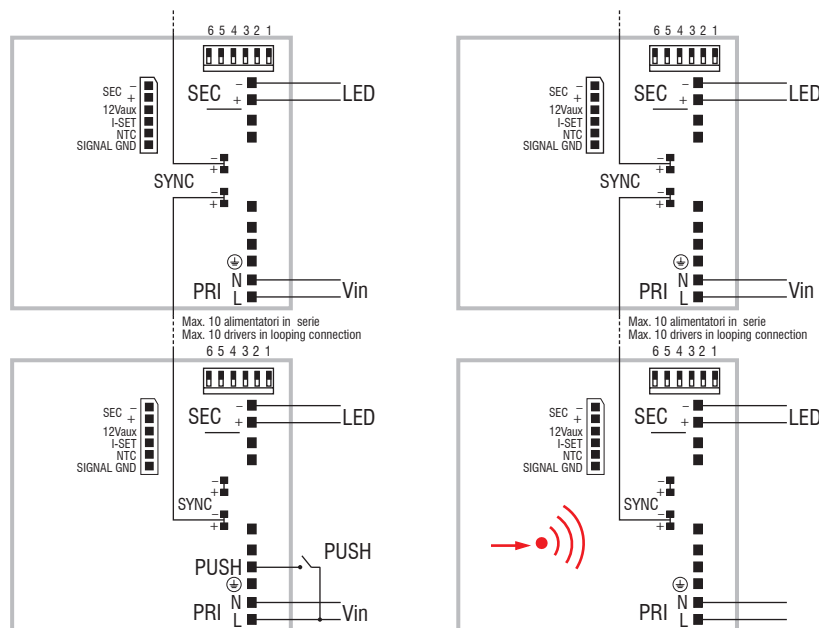 6 5 4 3 2 1
SEC –
+
12Vaux
I-SET
NTC
SIGNAL GND
SEC –
+
LED
–
+
SYNC
–
+
N
PRI L
Vin
Max. 10 alimentatori in serie
Max. 10 drivers in looping connection
6 5 4 3 2 1
SEC –
+
12Vaux
I-SET
NTC
SIGNAL GND
SEC –
+
LED
–
+
SYNC
–
+
PUSH
PUSH
N
PRI L
Vin
6 5 4 3 2 1
SEC –
+
12Vaux
I-SET
NTC
SIGNAL GND
SEC –
+
LED
–
+
SYNC
–
+
N
PRI L
Vin
Max. 10 alimentatori in serie
Max. 10 drivers in looping connection
6 5 4 3 2 1
SEC –
+
12Vaux
I-SET
NTC
SIGNAL GND
SEC –
+
LED
–
+
SYNC
–
+
N
PRI L